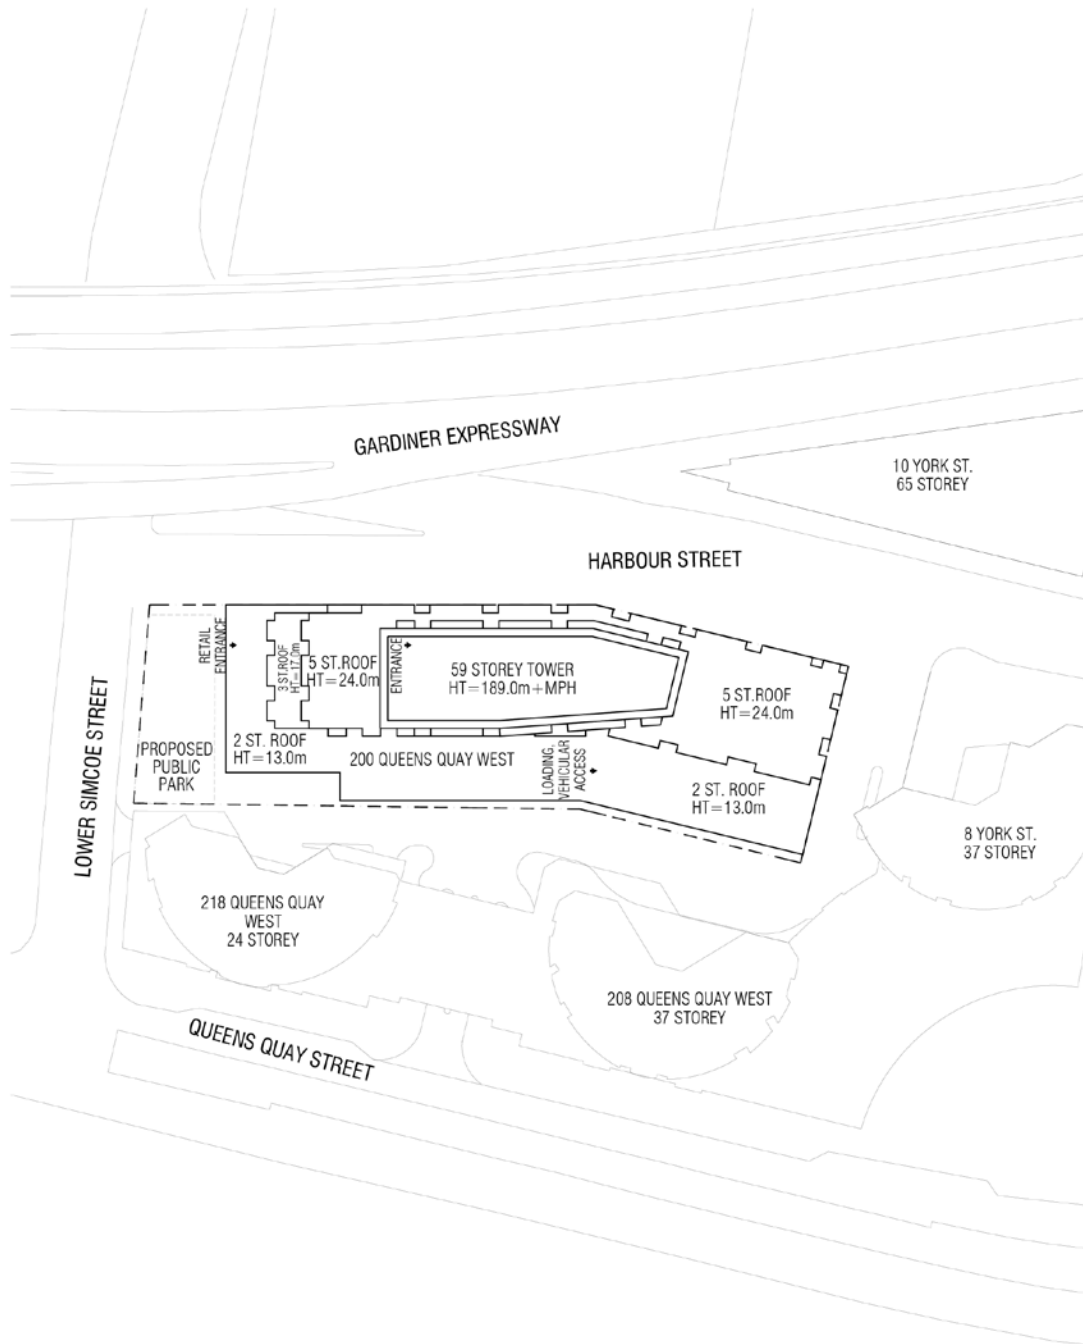 GARDINER EXPRESSWAY
10 YORK ST.
65 STOREY
HARBOUR STREET
RETAIL
ENTRANCE
3 ST.ROOF
HT=17.0m
5 ST.ROOF
HT=24.0m
ENTRANCE
59 STOREY TOWER
HT=189.0m+MPH
5 ST.ROOF
HT=24.0m
LOWER SIMCOE STREET
PROPOSED
PUBLIC
PARK
2 ST. ROOF
HT=13.0m
200 QUEENS QUAY WEST
LOADING,
VEHICULAR
ACCESS
2 ST. ROOF
HT=13.0m
8 YORK ST.
37 STOREY
218 QUEENS QUAY
WEST
24 STOREY
208 QUEENS QUAY WEST
37 STOREY
QUEENS QUAY STREET